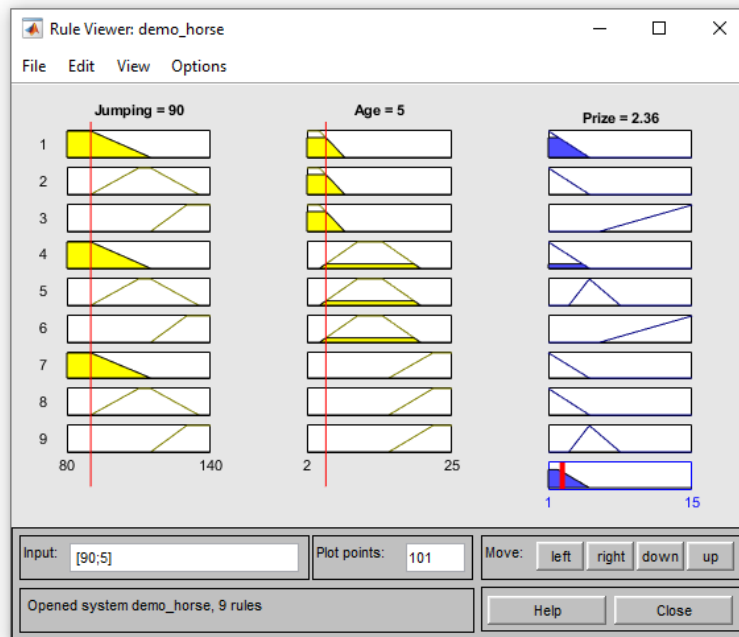 Rule Viewer: demo_horse
File Edit View Options
Jumping = 90 Age = 5 Prize = 2.36
1
2
3
4
5
6
7
8
9
80 140 2 25
1 15
Input: [90;5] Plot points: 101 Move: left right down up
Opened system demo_horse, 9 rules Help Close